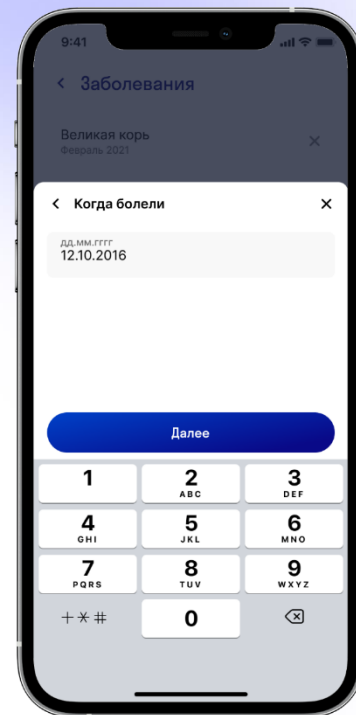 9:41
Заболевания
Великая корь
Февраль 2021
Когда болели
дд.мм.гггг
12.10.2016
Далее
1 2 3
ABC DEF
4 5 6
GHI JKL MNO
7 8 9
PQRS TUV WXYZ
+*# 0